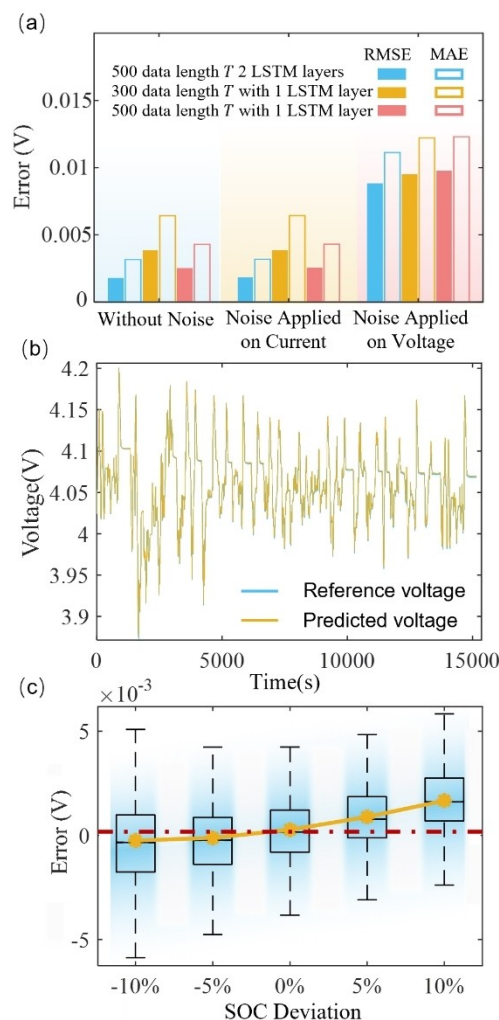 (a)
RMSE MAE
500 data length T 2 LSTM layers
300 data length T with 1 LSTM layer
500 data length T with 1 LSTM layer
Error (V)
0.015
0.01
0.005
0
Without Noise
Noise Applied
on Current
Noise Applied
on Voltage
(b)
Voltage(V)
4.2
4.15
4.1
4.05
4
3.95
3.9
Reference voltage
Predicted voltage
0 5000 10000 15000
Time(s)
(c)
×10⁻³
Error (V)
5
0
-5
-10% -5% 0% 5% 10%
SOC Deviation